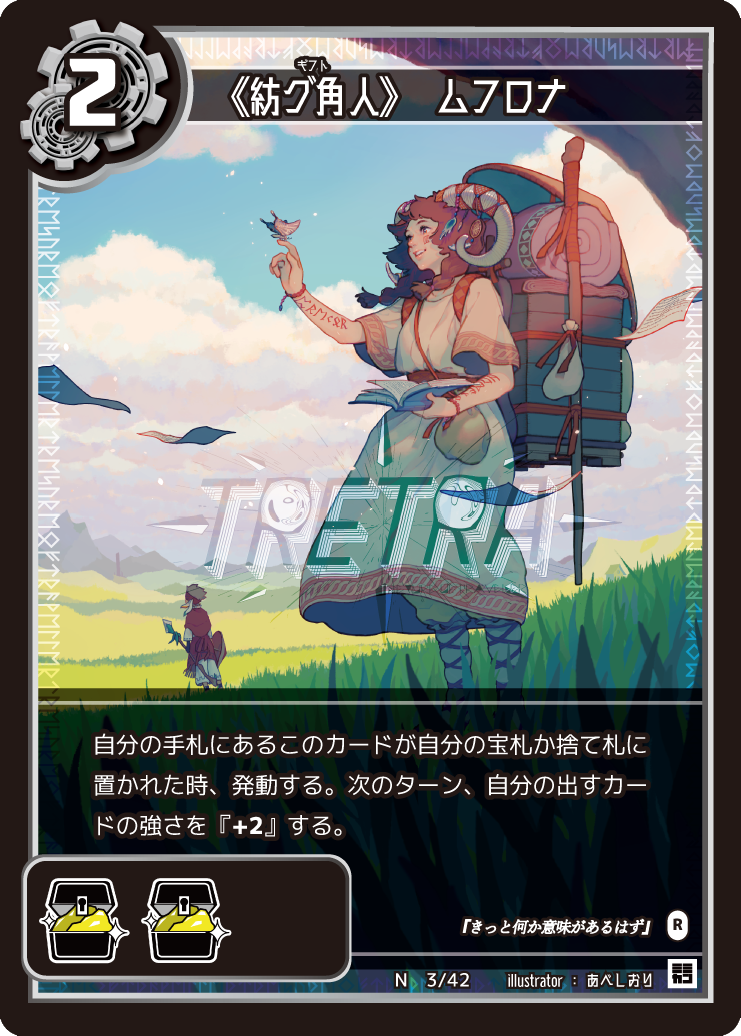 2
ギフト
《紡グ角人》 ムフロナ
TRETRA
自分の手札にあるこのカードが自分の宝札か捨て札に
置かれた時、発動する。次のターン、自分の出すカー
ドの強さを『+2』する。
『きっと何か意味があるはず』 R
N 3/42 illustrator : あべしおり